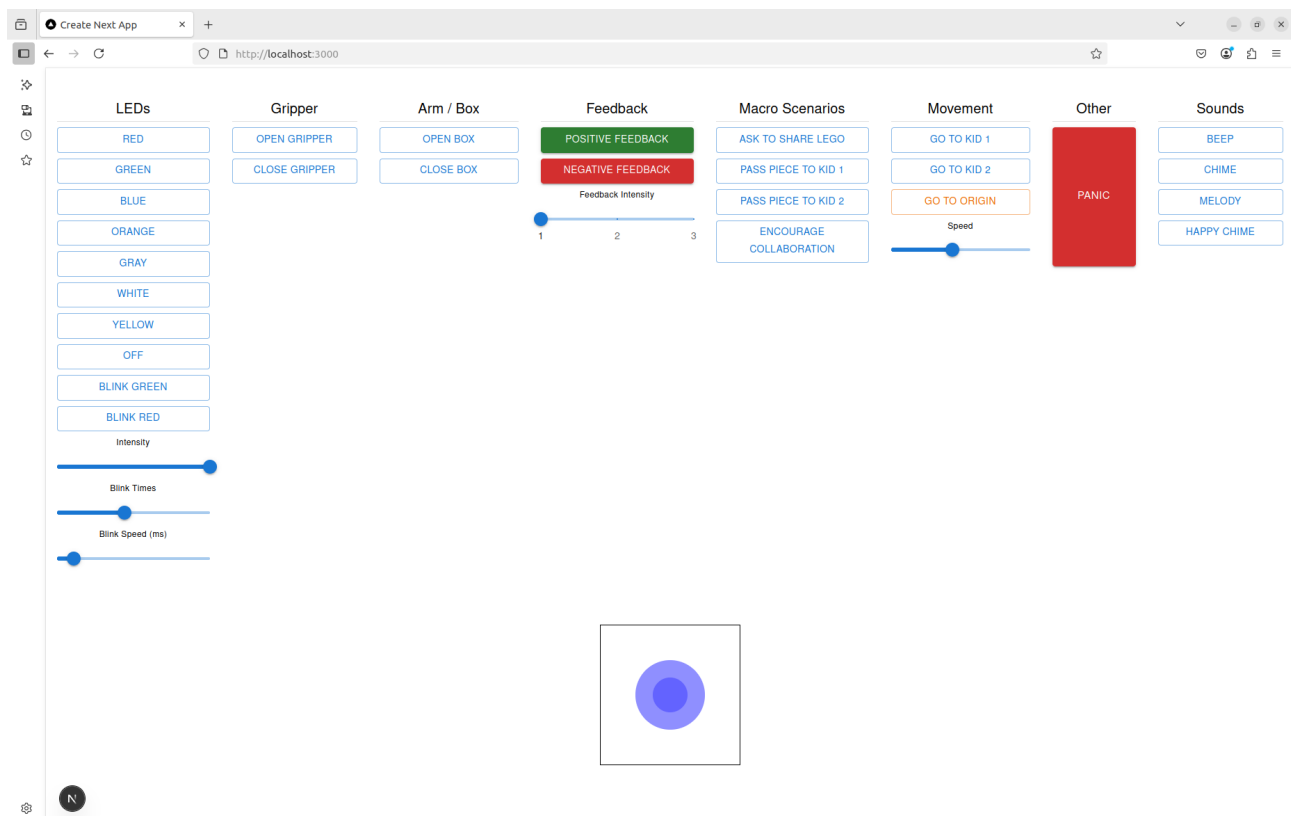 Create Next App
http://localhost:3000
LEDs
RED
GREEN
BLUE
ORANGE
GRAY
WHITE
YELLOW
OFF
BLINK GREEN
BLINK RED
Intensity
Blink Times
Blink Speed (ms)
Gripper
OPEN GRIPPER
CLOSE GRIPPER
Arm / Box
OPEN BOX
CLOSE BOX
Feedback
POSITIVE FEEDBACK
NEGATIVE FEEDBACK
Feedback Intensity
1 2 3
Macro Scenarios
ASK TO SHARE LEGO
PASS PIECE TO KID 1
PASS PIECE TO KID 2
ENCOURAGE
COLLABORATION
Movement
GO TO KID 1
GO TO KID 2
GO TO ORIGIN
Speed
Other
PANIC
Sounds
BEEP
CHIME
MELODY
HAPPY CHIME
N